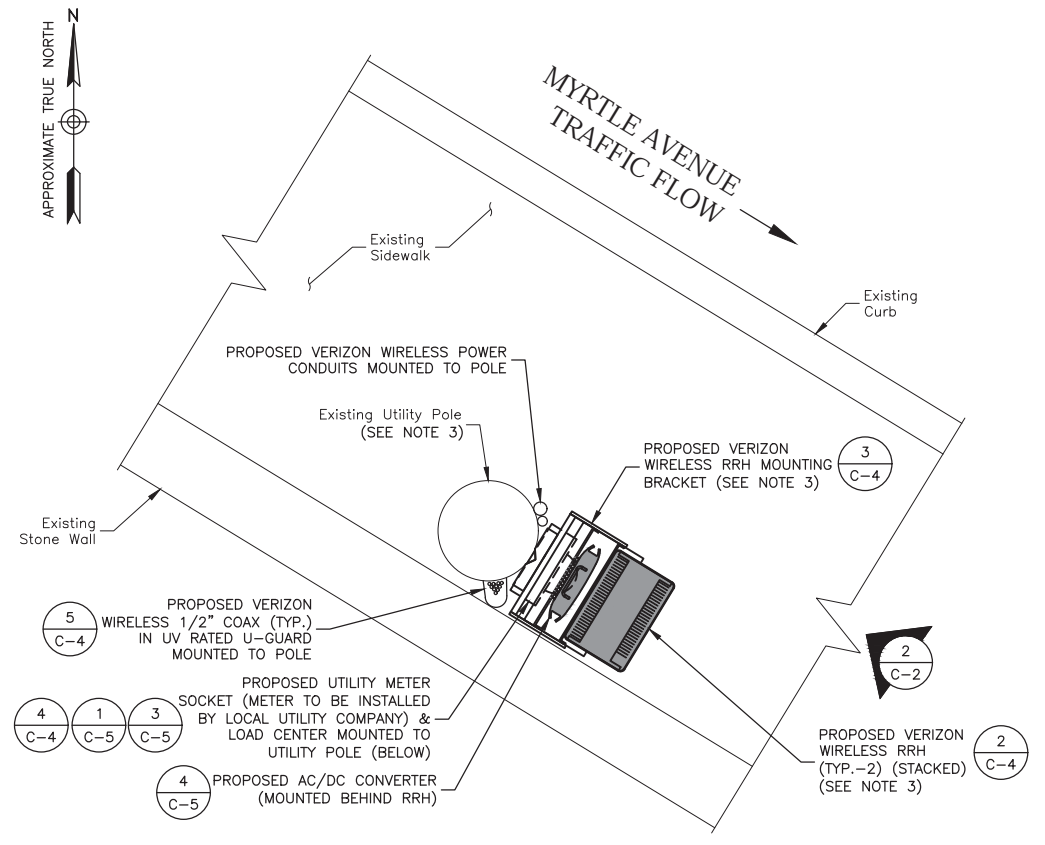 N
APPROXIMATE TRUE NORTH
MYRTLE AVENUE
TRAFFIC FLOW
Existing
Sidewalk
Existing
Curb
PROPOSED VERIZON WIRELESS POWER
CONDUITS MOUNTED TO POLE
Existing Utility Pole
(SEE NOTE 3)
PROPOSED VERIZON
WIRELESS RRH MOUNTING
BRACKET (SEE NOTE 3)
3
C-4
Existing
Stone Wall
5
C-4
PROPOSED VERIZON
WIRELESS 1/2" COAX (TYP.)
IN UV RATED U-GUARD
MOUNTED TO POLE
2
C-2
4
C-4
1
C-5
3
C-5
PROPOSED UTILITY METER
SOCKET (METER TO BE INSTALLED
BY LOCAL UTILITY COMPANY) &
LOAD CENTER MOUNTED TO
UTILITY POLE (BELOW)
4
C-5
PROPOSED AC/DC CONVERTER
(MOUNTED BEHIND RRH)
PROPOSED VERIZON
WIRELESS RRH
(TYP.-2) (STACKED)
(SEE NOTE 3)
2
C-4